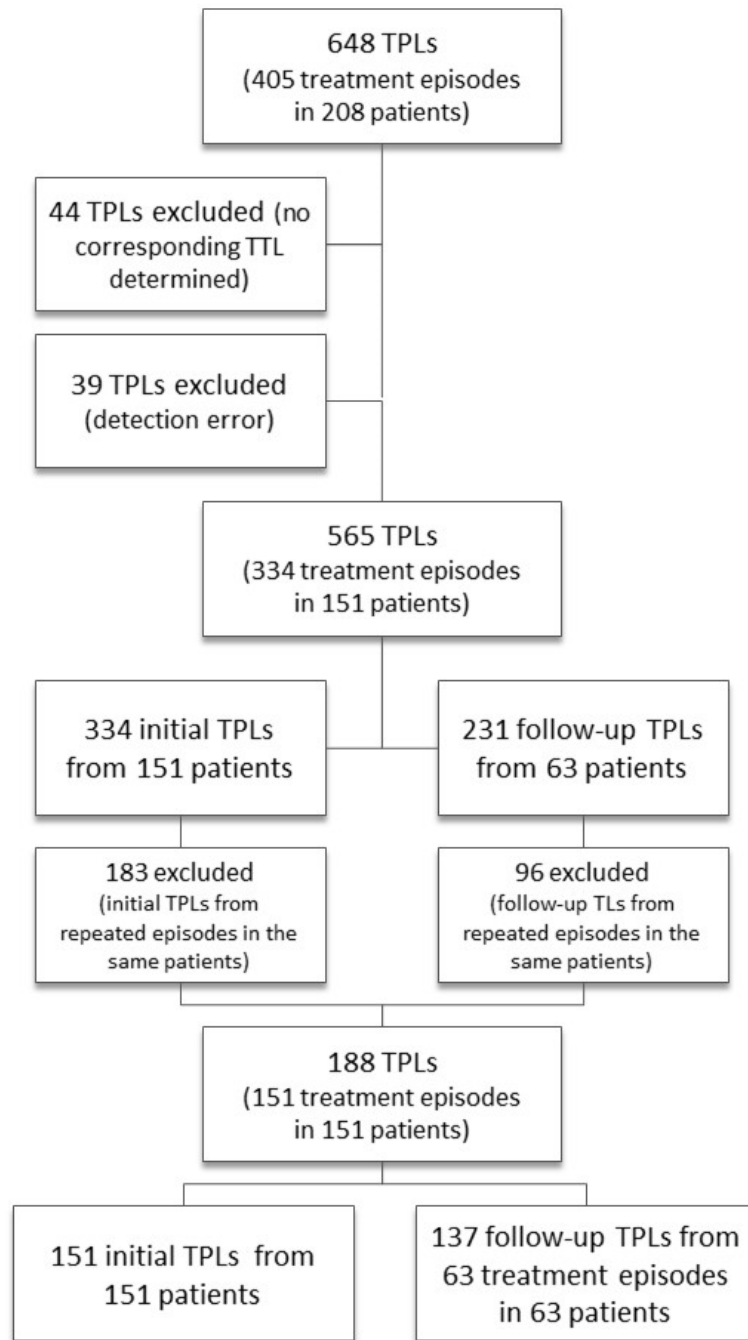 648 TPLs
(405 treatment episodes
in 208 patients)
44 TPLs excluded (no
corresponding TTL
determined)
39 TPLs excluded
(detection error)
565 TPLs
(334 treatment episodes
in 151 patients)
334 initial TPLs
from 151 patients
231 follow-up TPLs
from 63 patients
183 excluded
(initial TPLs from
repeated episodes in the
same patients)
96 excluded
(follow-up TLs from
repeated episodes in the
same patients)
188 TPLs
(151 treatment episodes
in 151 patients)
151 initial TPLs from
151 patients
137 follow-up TPLs from
63 treatment episodes
in 63 patients